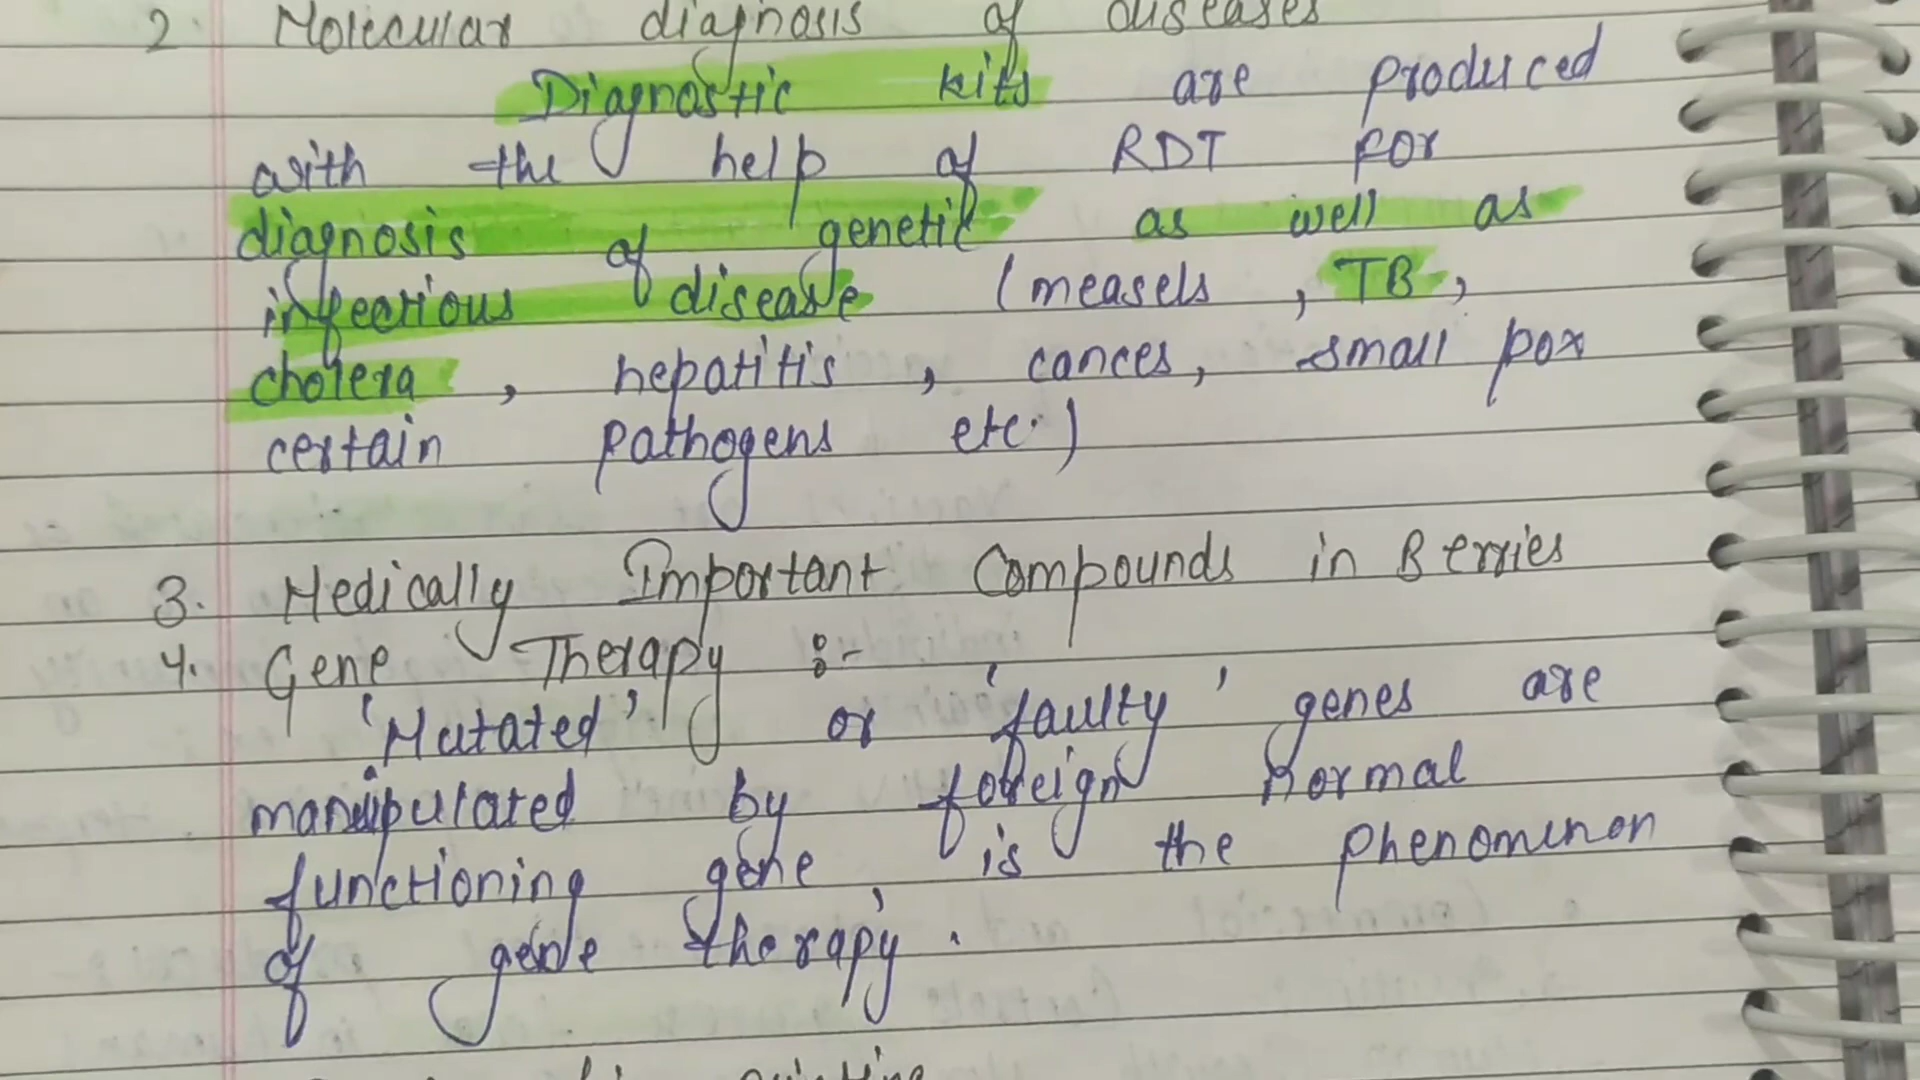 2. Molecular diagnosis of diseases
Diagnostic kits are produced
with the help of RDT for
diagnosis of genetic as well as
infectious disease (measels, TB,
cholera, hepatitis, cances, small pox
certain pathogens etc.)
3. Medically Important Compounds in Berries
4. Gene Therapy :-
'Mutated' or 'faulty' genes are
manipulated by foreign normal
functioning gene, is the phenominon
of gene therapy.